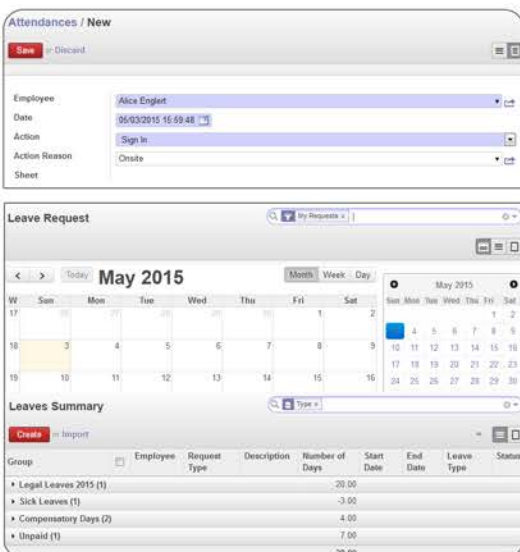 Attendances / New
Save or Discard
Employee Alice Englert
Date 05/03/2015 15:59:48
Action Sign In
Action Reason Onsite
Sheet
Leave Request My Requests x
< > Today May 2015 Month Week Day
May 2015
W Sun Mon Tue Wed Thu Fri Sat
Sun Mon Tue Wed Thu Fri Sat
17 1 2
1 2
18 3 4 5 6 7 8 9
4 5 6 7 8 9
10 11 12 13 14 15 16
17 18 19 20 21 22 23
19 10 11 12 13 14 15 16
24 25 26 27 28 29 30
Leaves Summary Type x
Create or Import
Group Employee Request Type Description Number of Days Start Date End Date Leave Type Status
Legal Leaves 2015 (1) 20.00
Sick Leaves (1) -3.00
Compensatory Days (2) 4.00
Unpaid (1) 7.00